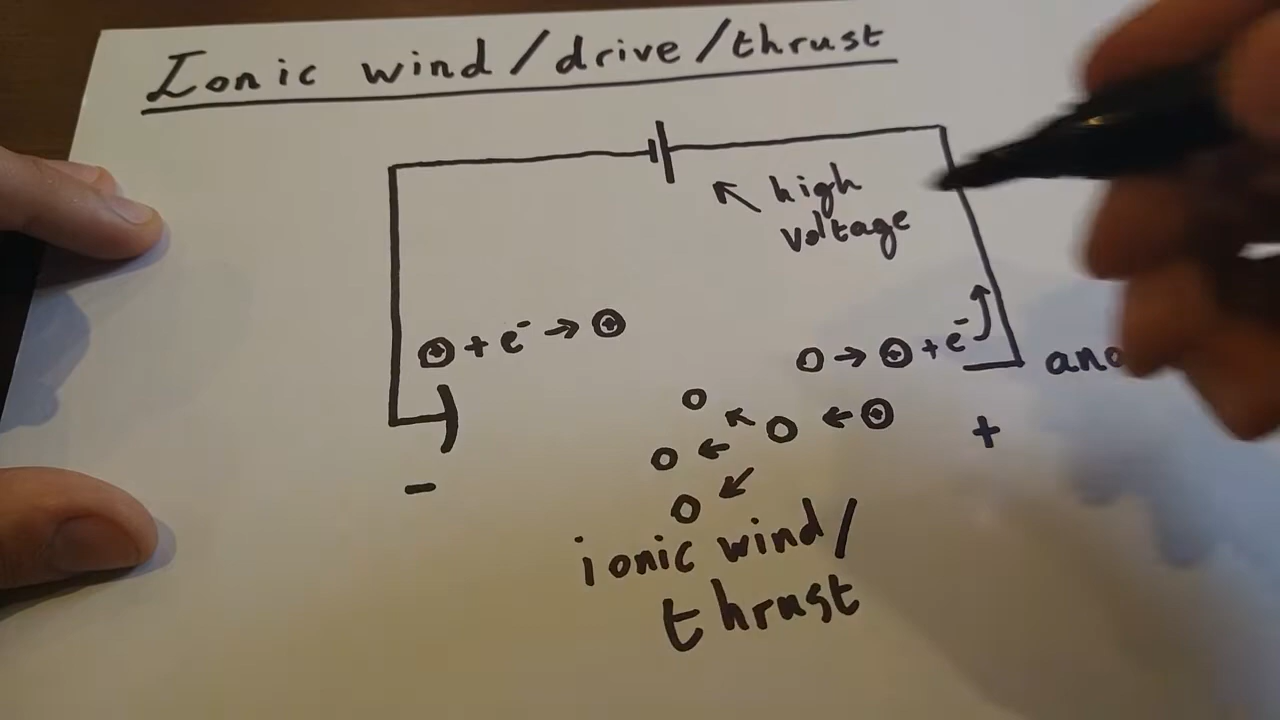 Ionic wind/drive/thrust
high
voltage
⊕ + e⁻ → ⊕
O → ⊕ + e⁻
+
-
ionic wind/
thrust